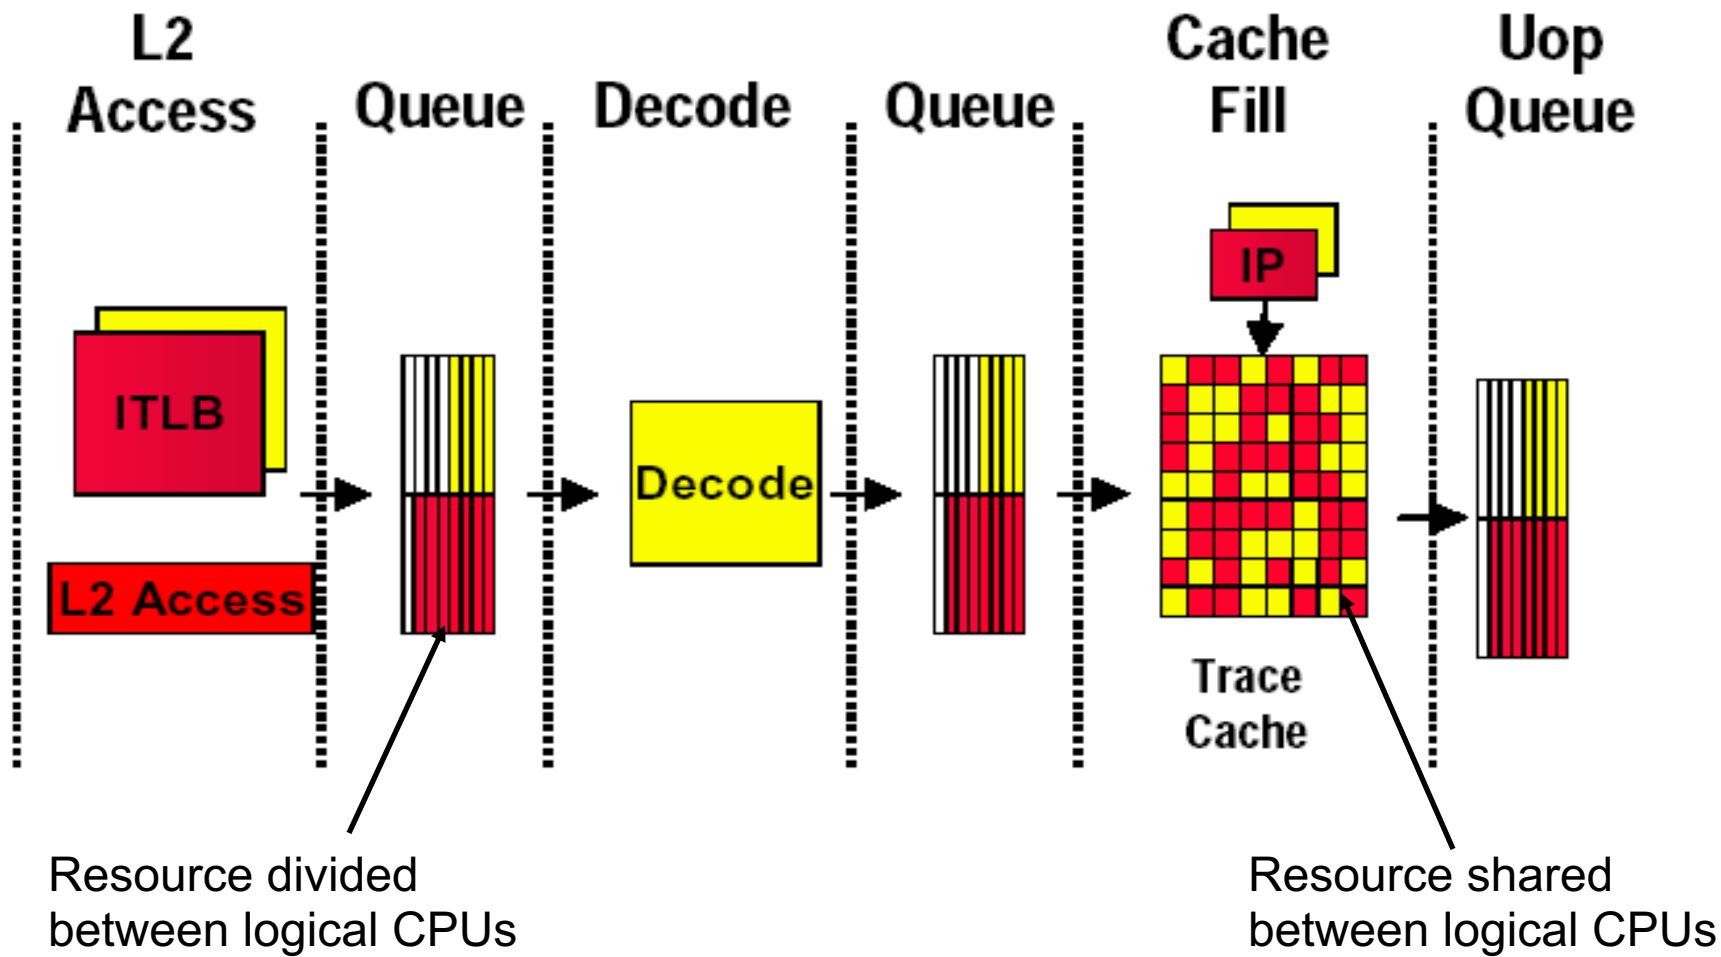 L2
Access
Queue
Decode
Queue
Cache
Fill
Uop
Queue
IP
ITLB
Decode
L2 Access
Trace
Cache
Resource divided
between logical CPUs
Resource shared
between logical CPUs